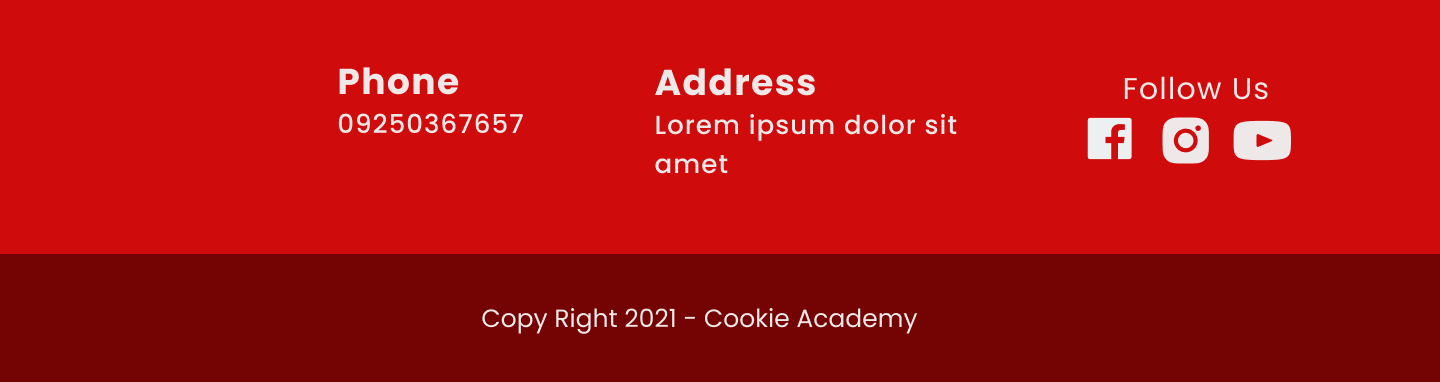 Phone
09250367657
Address
Lorem ipsum dolor sit
amet
Follow Us
Copy Right 2021 - Cookie Academy